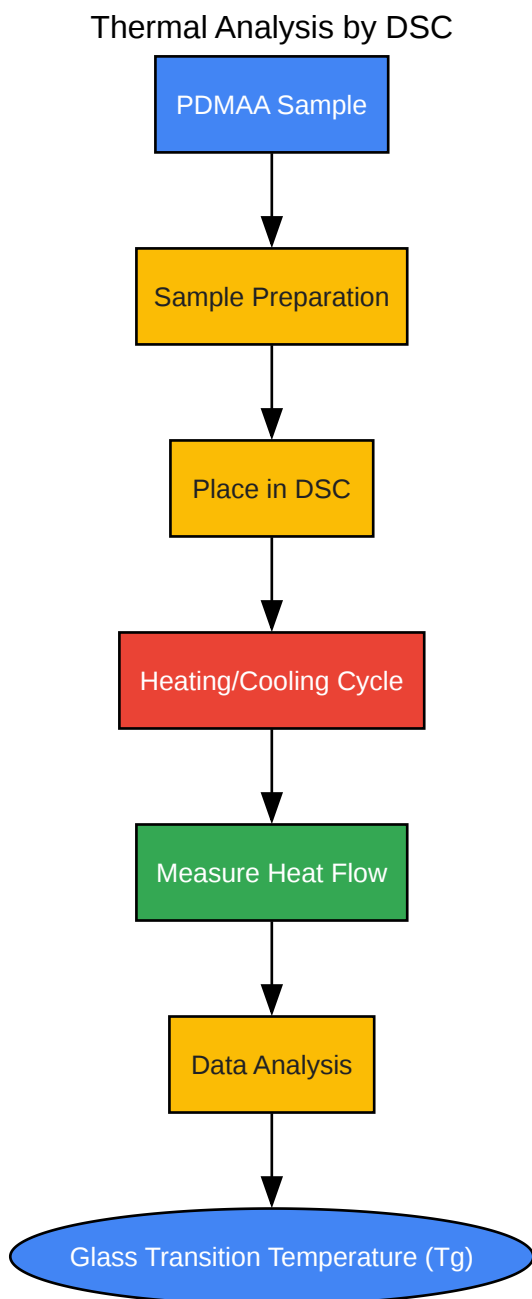 Thermal Analysis by DSC
PDMAA Sample
Sample Preparation
Place in DSC
Heating/Cooling Cycle
Measure Heat Flow
Data Analysis
Glass Transition Temperature (Tg)